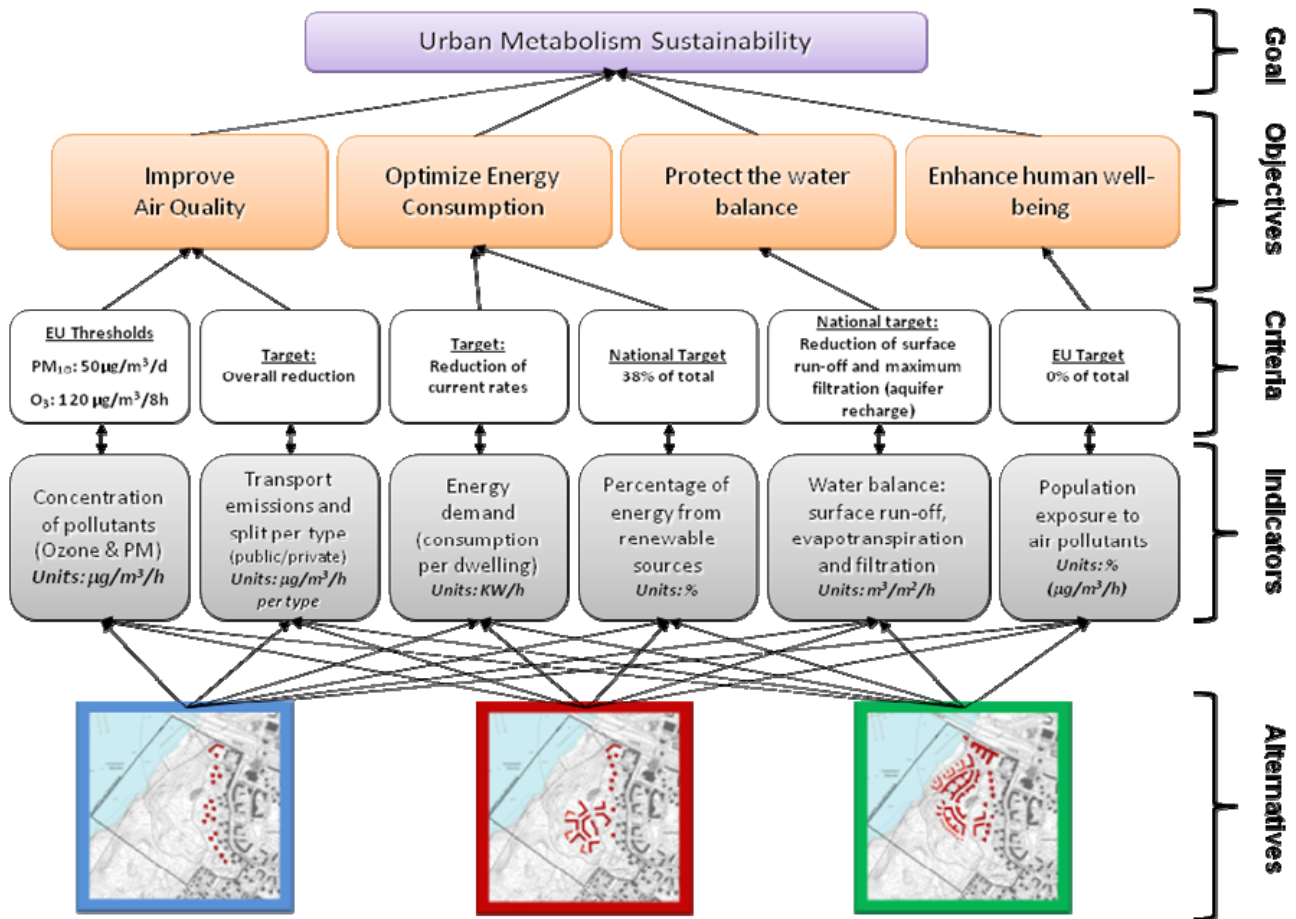 Urban Metabolism Sustainability
Goal
Improve
Air Quality
Optimize Energy
Consumption
Protect the water
balance
Enhance human well-
being
Objectives
EU Thresholds
PM₁₀: 50µg/m³/d
O₃: 120 µg/m³/8h
Target:
Overall reduction
Target:
Reduction of
current rates
National Target
38% of total
National target:
Reduction of surface
run-off and maximum
filtration (aquifer
recharge)
EU Target
0% of total
Criteria
Concentration
of pollutants
(Ozone & PM)
Units: µg/m³/h
Transport
emissions and
split per type
(public/private)
Units: µg/m³/h
per type
Energy
demand
(consumption
per dwelling)
Units: KW/h
Percentage of
energy from
renewable
sources
Units: %
Water balance:
surface run-off,
evapotranspiration
and filtration
Units: m³/m²/h
Population
exposure to
air pollutants
Units: %
(µg/m³/h)
Indicators
Alternatives